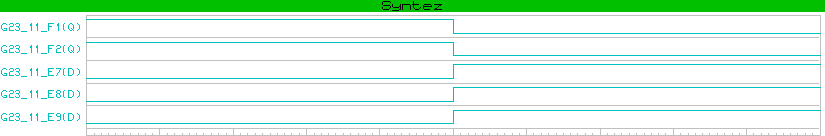 Syntez
G23_11_F1(Q)
G23_11_F2(Q)
G23_11_E7(D)
G23_11_E8(D)
G23_11_E9(D)